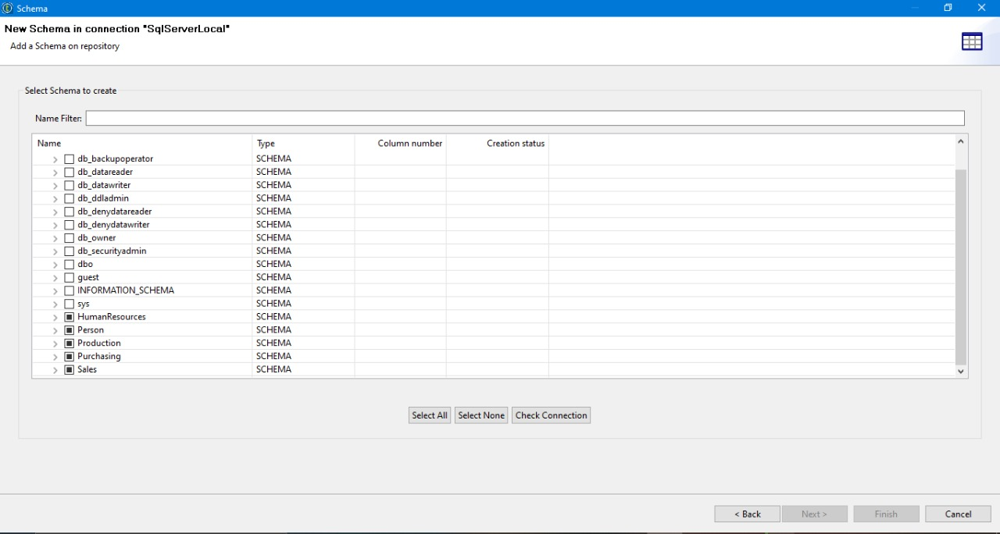 Schema
New Schema in connection "SqlServerLocal"
Add a Schema on repository
Select Schema to create
Name Filter:
Name Type Column number Creation status
db_backupoperator SCHEMA
db_datareader SCHEMA
db_datawriter SCHEMA
db_ddladmin SCHEMA
db_denydatareader SCHEMA
db_denydatawriter SCHEMA
db_owner SCHEMA
db_securityadmin SCHEMA
dbo SCHEMA
guest SCHEMA
INFORMATION_SCHEMA SCHEMA
sys SCHEMA
HumanResources SCHEMA
Person SCHEMA
Production SCHEMA
Purchasing SCHEMA
Sales SCHEMA
Select All Select None Check Connection
< Back Next > Finish Cancel